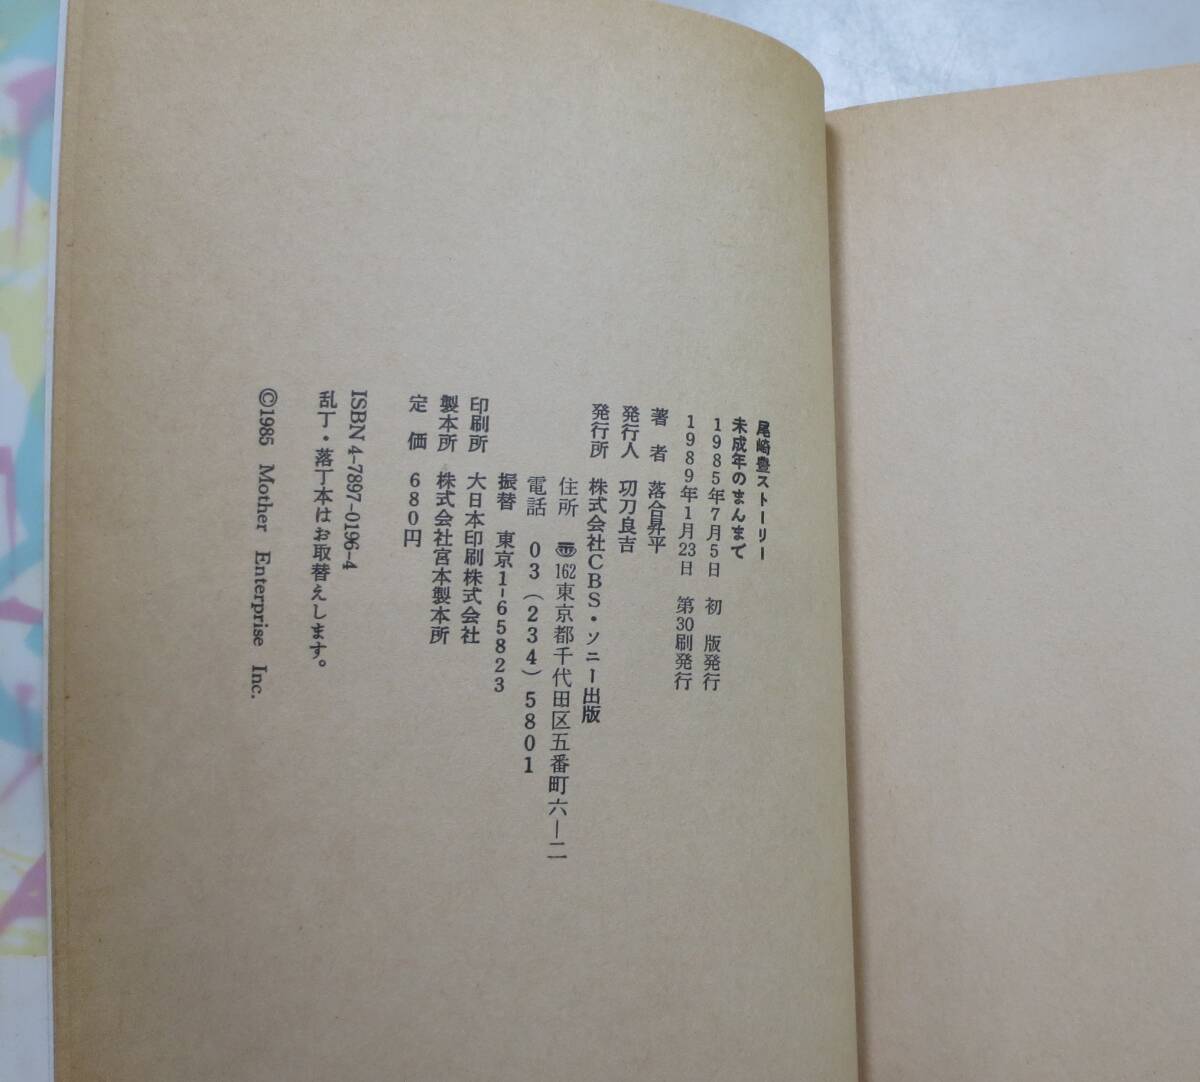 尾崎豊ストーリー
未成年のまんまで
1985年7月5日 初 版発行
1989年1月23日 第30刷発行
著 者 落合昇平
発行人 功刀良吉
発行所 株式会社CBS・ソニー出版
住所 〠162東京都千代田区五番町六ー二
電話 03(234)5801
振替 東京1-65823
印刷所 大日本印刷株式会社
製本所 株式会社宮本製本所
定 価 680円
ISBN4-7897-0196-4
乱丁・落丁本はお取替えします。
©1985 Mother Enterprise Inc.